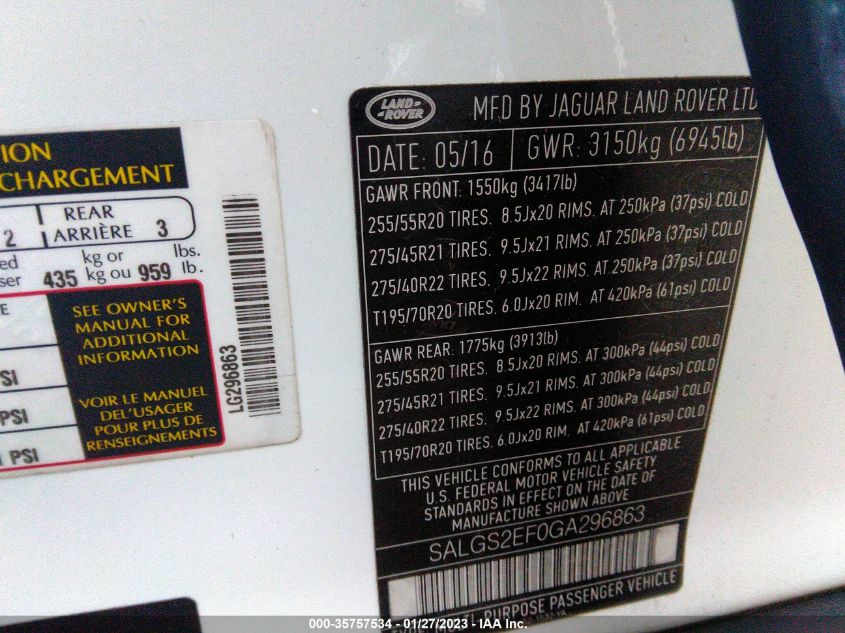 TION
CHARGEMENT
2 REAR 3
ARRIÈRE
435 kg or 959 lbs.
kg ou lb.
SEE OWNER'S
MANUAL FOR
ADDITIONAL
INFORMATION
PSI
VOIR LE MANUEL
DEL'USAGER
POUR PLUS DE
RENSEIGNEMENTS
PSI
PSI
LG296863
LAND
ROVER
MFD BY JAGUAR LAND ROVER LTD
DATE: 05/16 GWR: 3150kg (6945lb)
GAWR FRONT: 1550kg (3417lb)
255/55R20 TIRES. 8.5Jx20 RIMS. AT 250kPa (37psi) COLD
275/45R21 TIRES. 9.5Jx21 RIMS. AT 250kPa (37psi) COLD
275/40R22 TIRES. 9.5Jx22 RIMS. AT 250kPa (37psi) COLD
T195/70R20 TIRES. 6.0Jx20 RIM. AT 420kPa (61psi) COLD
GAWR REAR. 1775kg (3913lb)
255/55R20 TIRES. 8.5Jx20 RIMS. AT 300kPa (44psi) COLD
275/45R21 TIRES. 9.5Jx21 RIMS. AT 300kPa (44psi) COLD
275/40R22 TIRES. 9.5Jx22 RIMS. AT 300kPa (44psi) COLD
T195/70R20 TIRES. 6.0Jx20 RIM. AT 420kPa (61psi) COLD
THIS VEHICLE CONFORMS TO ALL APPLICABLE
U.S. FEDERAL MOTOR VEHICLE SAFETY
STANDARDS IN EFFECT ON THE DATE OF
MANUFACTURE SHOWN ABOVE
SALGS2EF0GA296863
TYPE: MULTI-PURPOSE PASSENGER VEHICLE
000-35757534 - 01/27/2023 - IAA Inc.